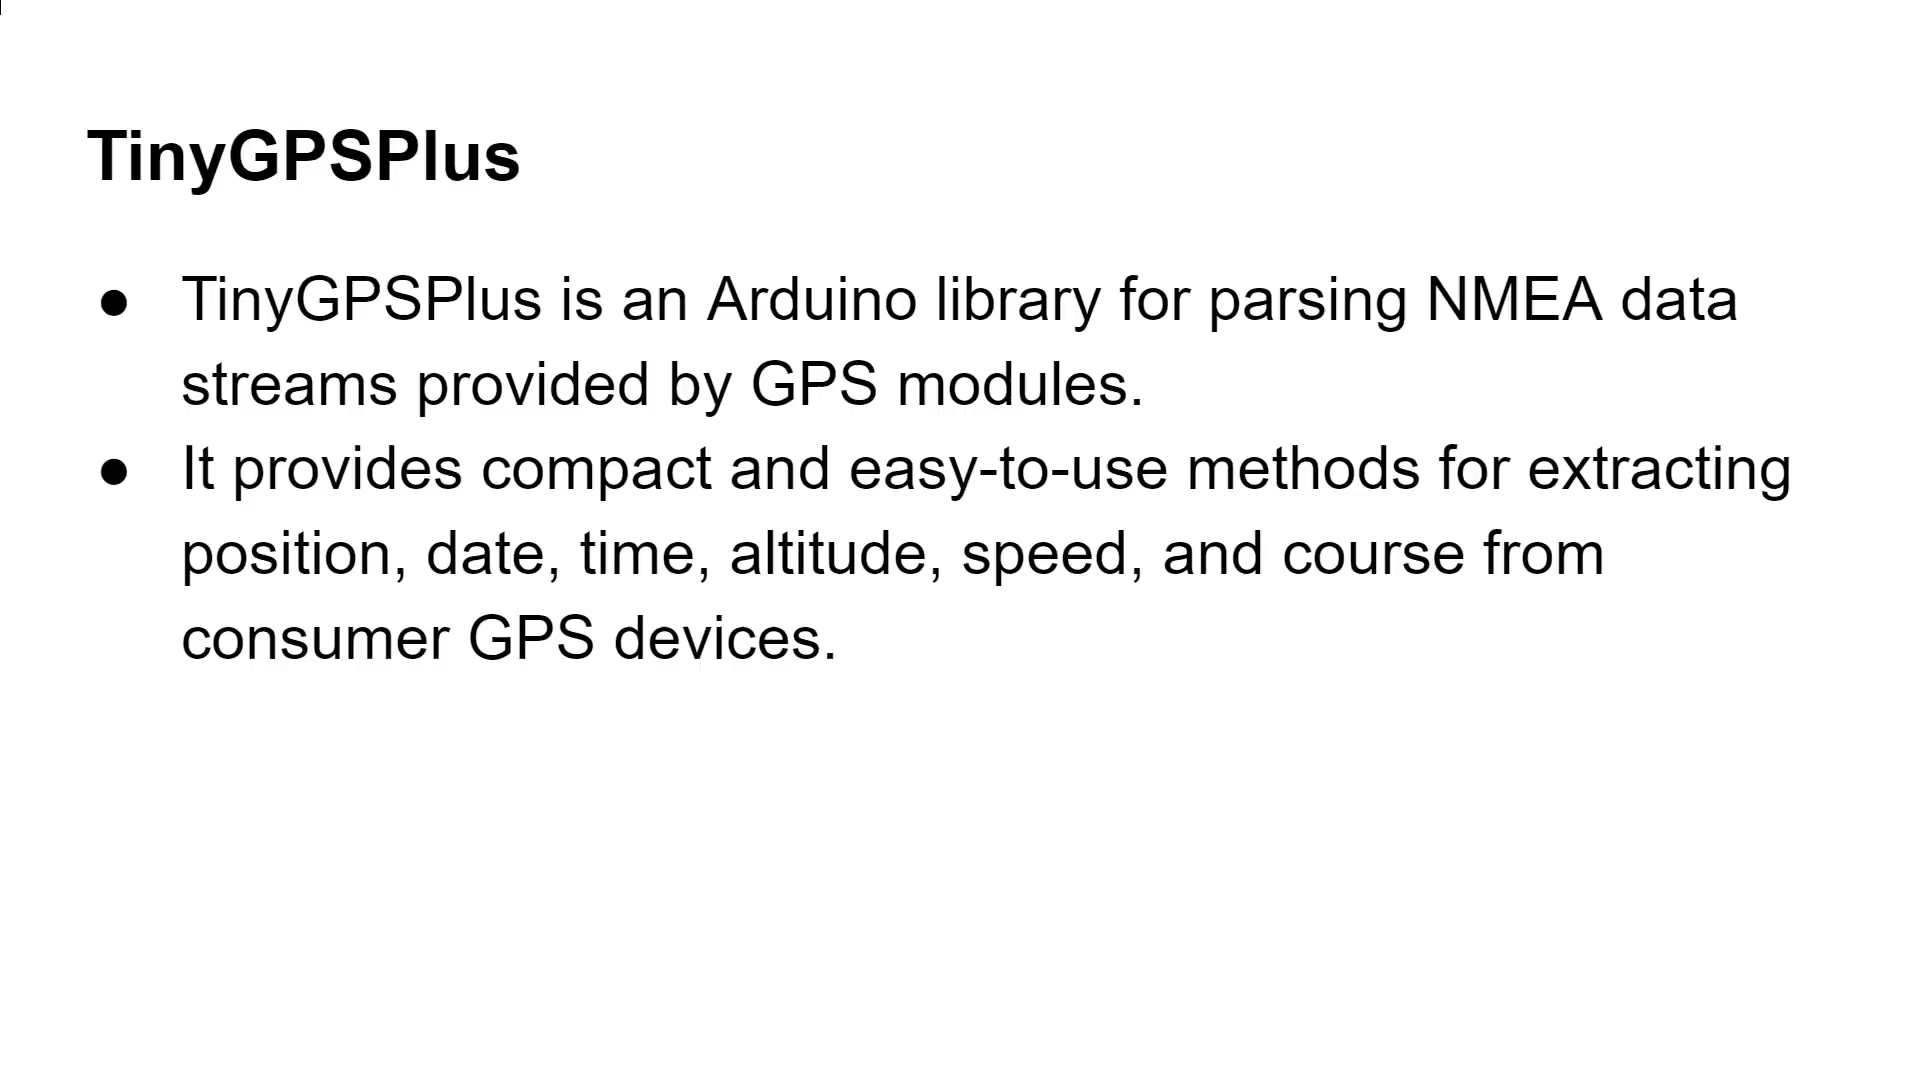 TinyGPSPlus
● TinyGPSPlus is an Arduino library for parsing NMEA data
streams provided by GPS modules.
● It provides compact and easy-to-use methods for extracting
position, date, time, altitude, speed, and course from
consumer GPS devices.